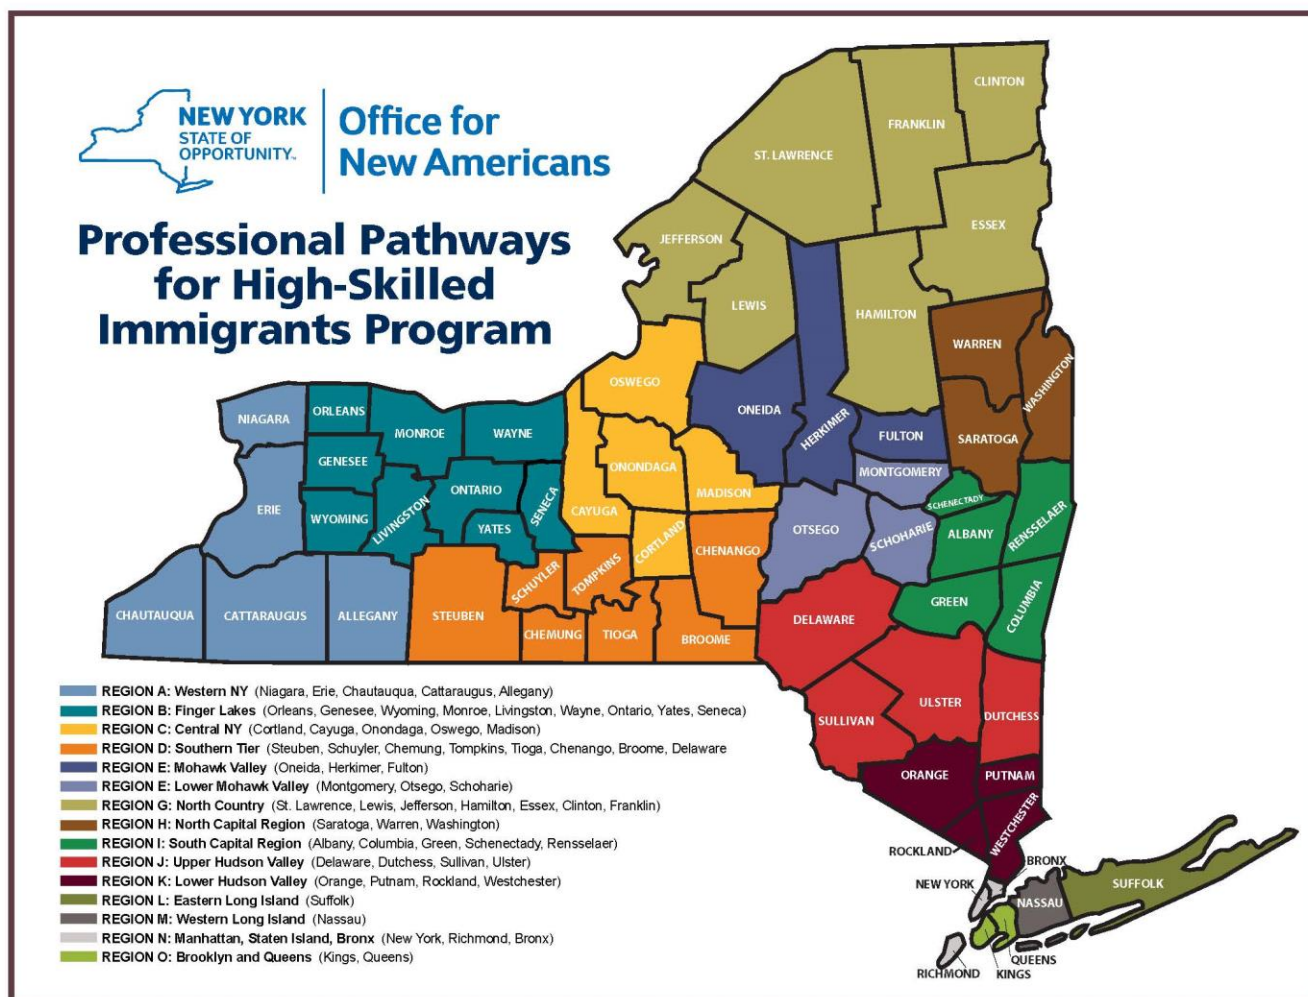 NEW YORK
STATE OF
OPPORTUNITY™
Office for
New Americans
Professional Pathways
for High-Skilled
Immigrants Program
CLINTON
FRANKLIN
ST. LAWRENCE
ESSEX
JEFFERSON
LEWIS
HAMILTON
WARREN
WASHINGTON
OSWEGO
ONEIDA
HERKIMER
FULTON
SARATOGA
NIAGARA
ORLEANS
MONROE
WAYNE
GENESEE
ONONDAGA
MADISON
MONTGOMERY
SCHENECTADY
ERIE
WYOMING
LIVINGSTON
ONTARIO
YATES
SENECA
CAYUGA
CORTLAND
CHENANGO
OTSEGO
SCHOHARIE
ALBANY
RENSSELAER
CHAUTAUQUA
CATTARAUGUS
ALLEGANY
STEUBEN
SCHUYLER
TOMPKINS
CHEMUNG
TIOGA
BROOME
DELAWARE
GREEN
COLUMBIA
ULSTER
SULLIVAN
DUTCHESS
ORANGE
PUTNAM
WESTCHESTER
ROCKLAND
BRONX
NEW YORK
NASSAU
SUFFOLK
QUEENS
KINGS
RICHMOND
REGION A: Western NY (Niagara, Erie, Chautauqua, Cattaraugus, Allegany)
REGION B: Finger Lakes (Orleans, Genesee, Wyoming, Monroe, Livingston, Wayne, Ontario, Yates, Seneca)
REGION C: Central NY (Cortland, Cayuga, Onondaga, Oswego, Madison)
REGION D: Southern Tier (Steuben, Schuyler, Chemung, Tompkins, Tioga, Chenango, Broome, Delaware
REGION E: Mohawk Valley (Oneida, Herkimer, Fulton)
REGION E: Lower Mohawk Valley (Montgomery, Otsego, Schoharie)
REGION G: North Country (St. Lawrence, Lewis, Jefferson, Hamilton, Essex, Clinton, Franklin)
REGION H: North Capital Region (Saratoga, Warren, Washington)
REGION I: South Capital Region (Albany, Columbia, Green, Schenectady, Rensselaer)
REGION J: Upper Hudson Valley (Delaware, Dutchess, Sullivan, Ulster)
REGION K: Lower Hudson Valley (Orange, Putnam, Rockland, Westchester)
REGION L: Eastern Long Island (Suffolk)
REGION M: Western Long Island (Nassau)
REGION N: Manhattan, Staten Island, Bronx (New York, Richmond, Bronx)
REGION O: Brooklyn and Queens (Kings, Queens)